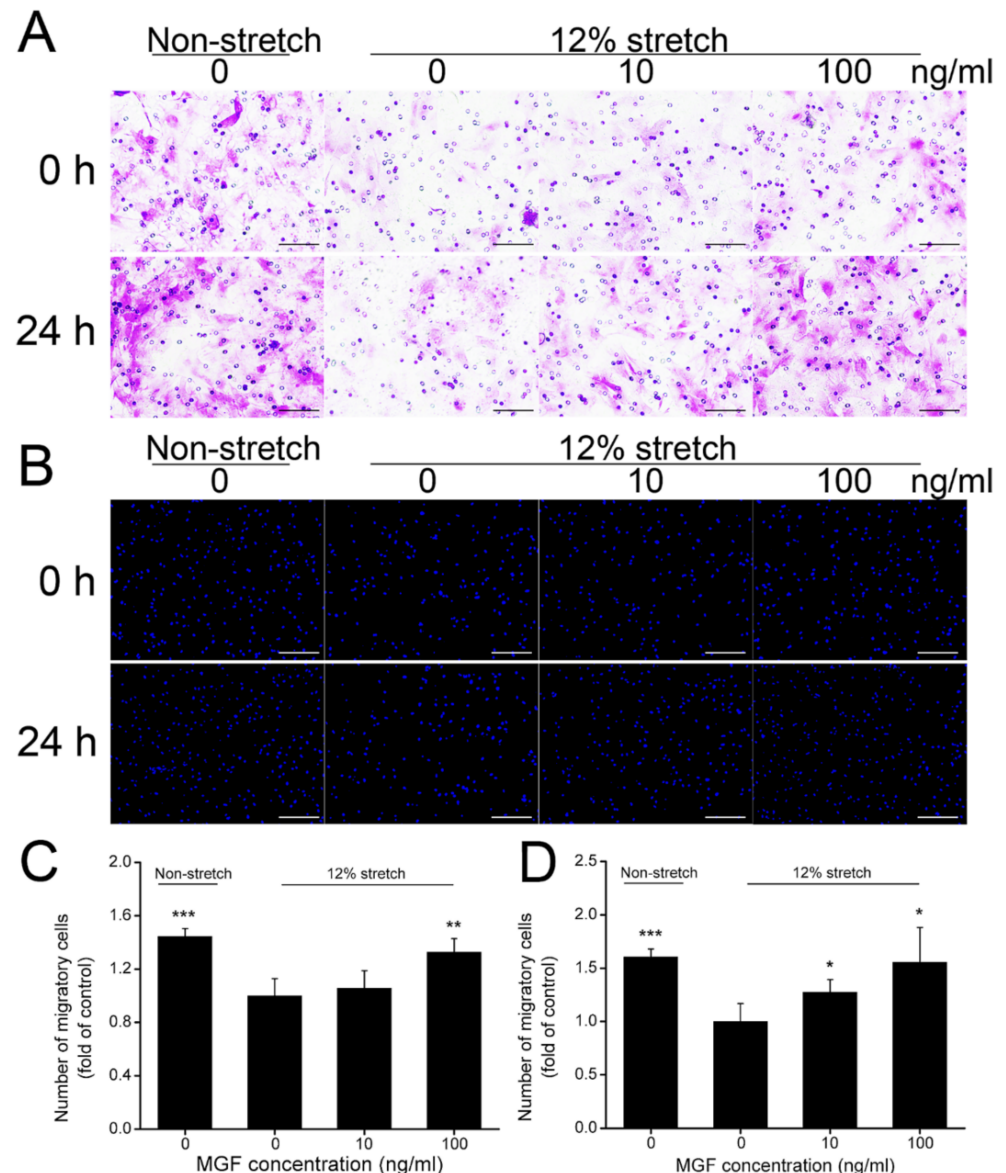 A
Non-stretch 12% stretch
0 0 10 100 ng/ml
0 h
24 h
B
Non-stretch 12% stretch
0 0 10 100 ng/ml
0 h
24 h
C
Number of migratory cells
(fold of control)
2.0
1.6
1.2
0.8
0.4
0.0
Non-stretch 12% stretch
*** **
0 0 10 100
MGF concentration (ng/ml)
D
Number of migratory cells
(fold of control)
2.5
2.0
1.5
1.0
0.5
0.0
Non-stretch 12% stretch
*** * *
0 0 10 100
MGF concentration (ng/ml)